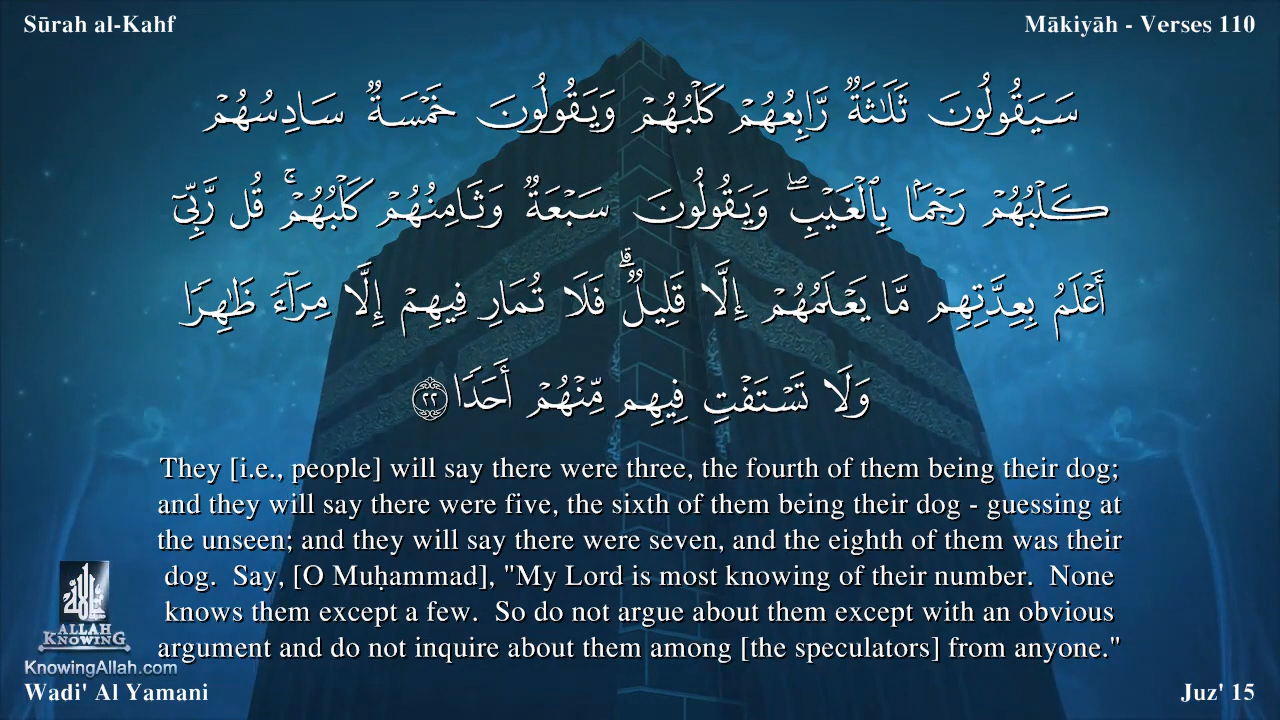 Sūrah al-Kahf
Mākiyāh - Verses 110
سَيَقُولُونَ ثَلَٰثَةٌ رَّابِعُهُمْ كَلْبُهُمْ وَيَقُولُونَ خَمْسَةٌ سَادِسُهُمْ
كَلْبُهُمْ رَجْمًۢا بِٱلْغَيْبِ ۖ وَيَقُولُونَ سَبْعَةٌ وَثَامِنُهُمْ كَلْبُهُمْ ۚ قُل رَّبِّىٓ
أَعْلَمُ بِعِدَّتِهِم مَّا يَعْلَمُهُمْ إِلَّا قَلِيلٌ ۗ فَلَا تُمَارِ فِيهِمْ إِلَّا مِرَآءً ظَٰهِرًا
وَلَا تَسْتَفْتِ فِيهِم مِّنْهُمْ أَحَدًا ٢٢
They [i.e., people] will say there were three, the fourth of them being their dog;
and they will say there were five, the sixth of them being their dog - guessing at
the unseen; and they will say there were seven, and the eighth of them was their
dog. Say, [O Muḥammad], "My Lord is most knowing of their number. None
knows them except a few. So do not argue about them except with an obvious
argument and do not inquire about them among [the speculators] from anyone."
ALLAH
KNOWING
KnowingAllah.com
Wadi' Al Yamani
Juz' 15